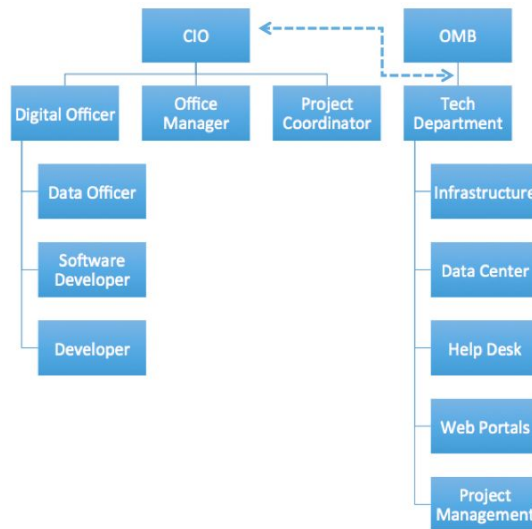 CIO
OMB
Digital Officer
Office
Manager
Project
Coordinator
Tech
Department
Data Officer
Infrastructure
Software
Developer
Data Center
Developer
Help Desk
Web Portals
Project
Management